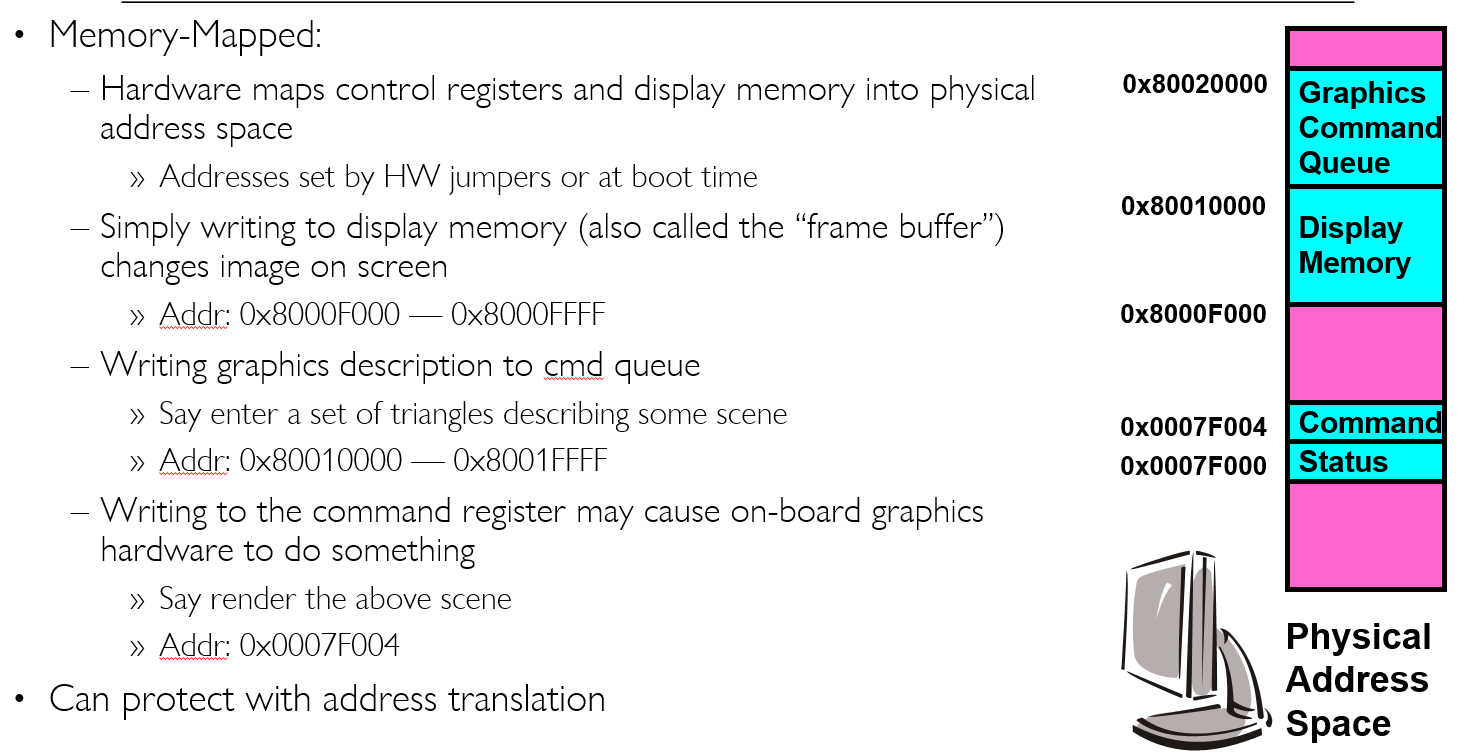 • Memory-Mapped:
– Hardware maps control registers and display memory into physical
address space
» Addresses set by HW jumpers or at boot time
– Simply writing to display memory (also called the “frame buffer”)
changes image on screen
» Addr: 0x8000F000 — 0x8000FFFF
– Writing graphics description to cmd queue
» Say enter a set of triangles describing some scene
» Addr: 0x80010000 — 0x8001FFFF
– Writing to the command register may cause on-board graphics
hardware to do something
» Say render the above scene
» Addr: 0x0007F004
• Can protect with address translation
0x80020000
Graphics
Command
Queue
0x80010000
Display
Memory
0x8000F000
0x0007F004
Command
0x0007F000
Status
Physical
Address
Space